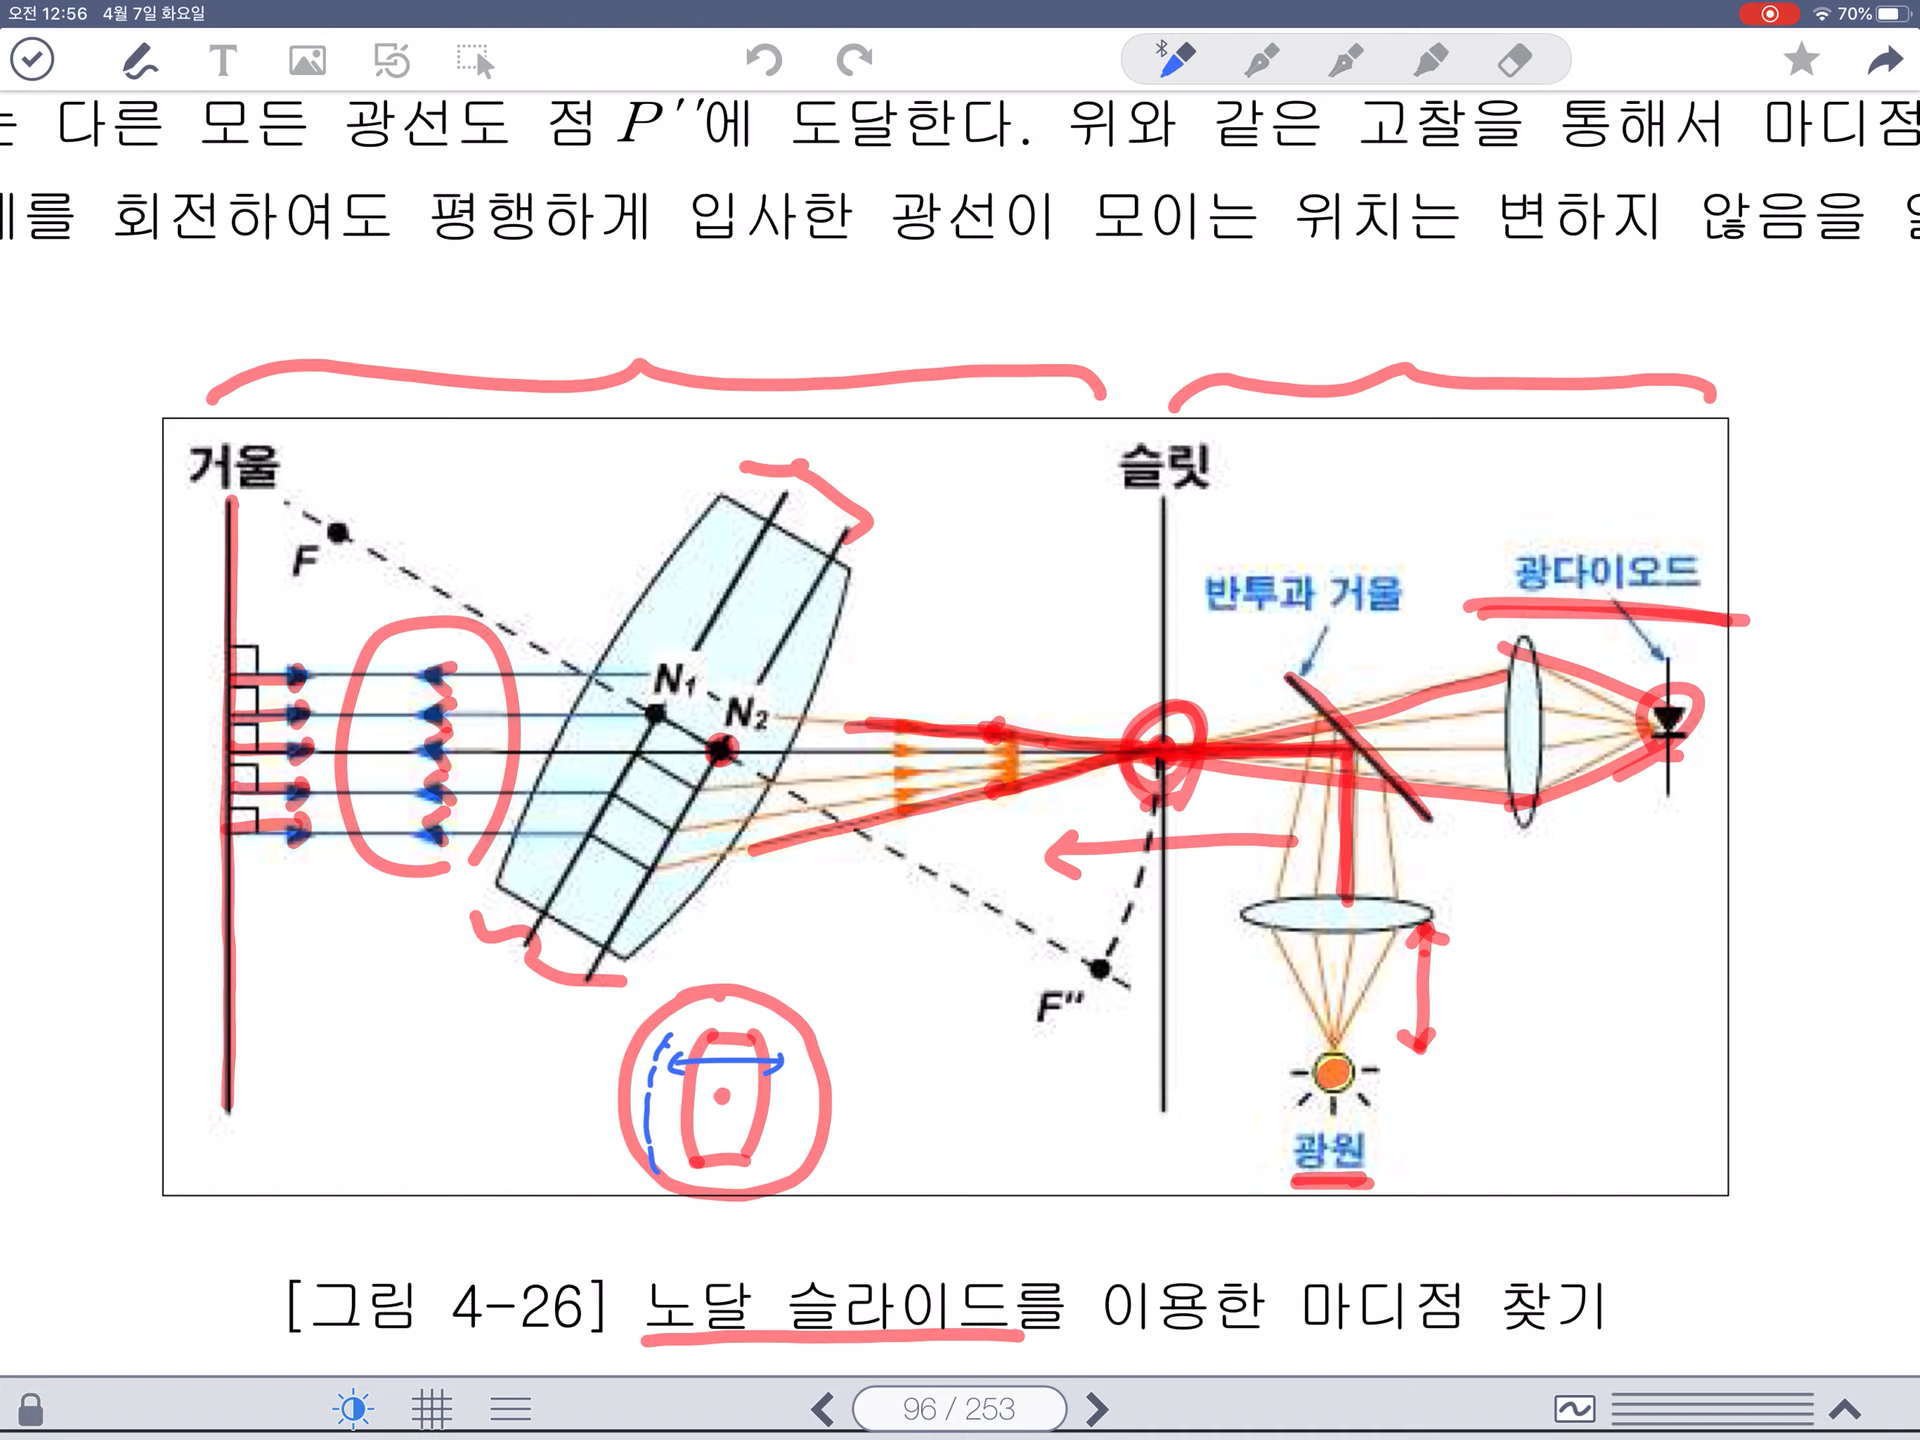 오전 12:56 4월 7일 화요일
70%
T
는 다른 모든 광선도 점 P''에 도달한다. 위와 같은 고찰을 통해서 마디점
를 회전하여도 평행하게 입사한 광선이 모이는 위치는 변하지 않음을
거울
슬릿
F
반투과 거울
광다이오드
N₁
N₂
F''
광원
[그림 4-26] 노달 슬라이드를 이용한 마디점 찾기
96 / 253